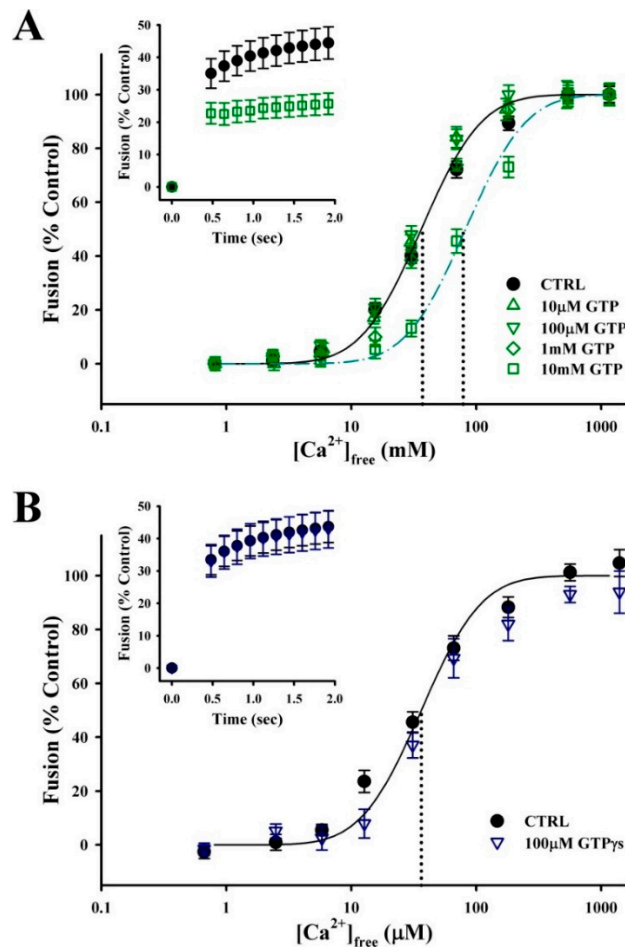 A
Fusion (% Control)
50
40
30
20
10
0
0.0 0.5 1.0 1.5 2.0
Time (sec)
Fusion (% Control)
100
80
60
40
20
0
CTRL
10μM GTP
100μM GTP
1mM GTP
10mM GTP
0.1 1 10 100 1000
[Ca²⁺]free (mM)
B
Fusion (% Control)
50
40
30
20
10
0
0.0 0.5 1.0 1.5 2.0
Time (sec)
Fusion (% Control)
100
80
60
40
20
0
CTRL
100μM GTPγs
0.1 1 10 100 1000
[Ca²⁺]free (μM)